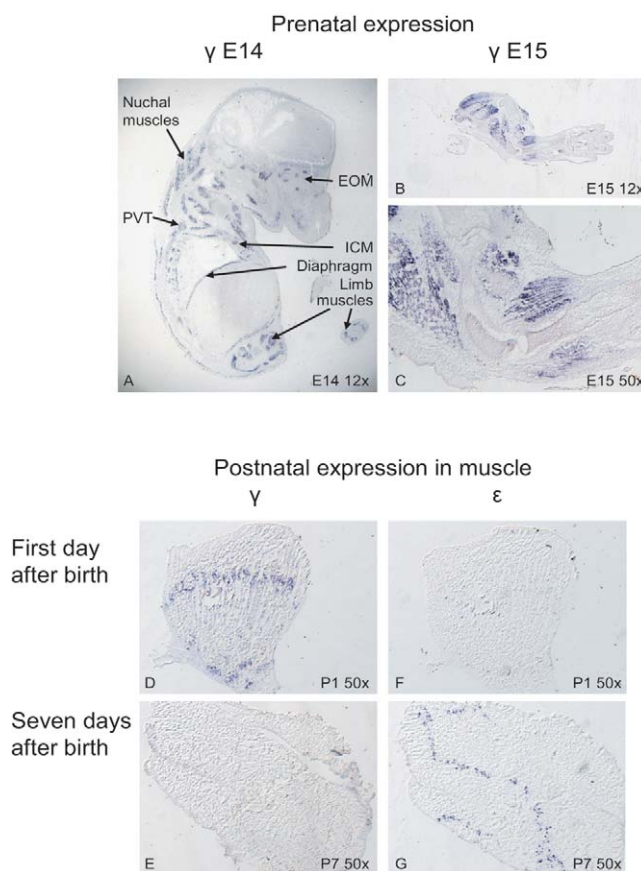 Prenatal expression
γ E14
γ E15
Nuchal
muscles
EOM
PVT
ICM
Diaphragm
Limb
muscles
A
E14 12x
B
E15 12x
C
E15 50x
Postnatal expression in muscle
γ
ε
First day
after birth
D
P1 50x
F
P1 50x
Seven days
after birth
E
P7 50x
G
P7 50x